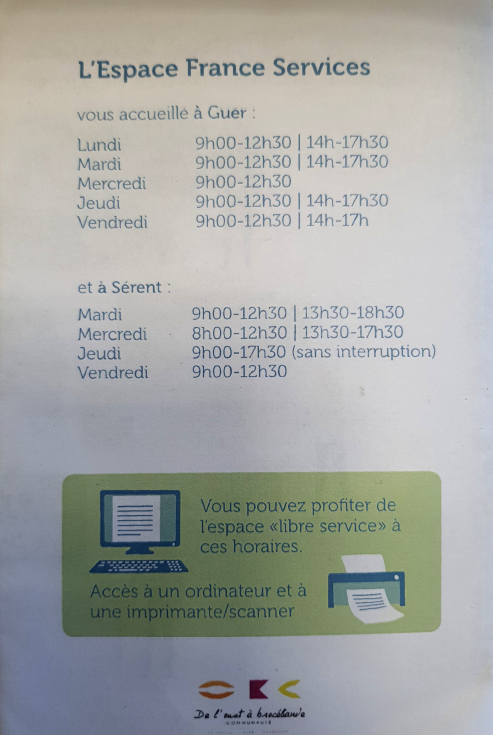 L'Espace France Services
vous accueille à Guer :
Lundi 9h00-12h30 | 14h-17h30
Mardi 9h00-12h30 | 14h-17h30
Mercredi 9h00-12h30
Jeudi 9h00-12h30 | 14h-17h30
Vendredi 9h00-12h30 | 14h-17h
et à Sérent :
Mardi 9h00-12h30 | 13h30-18h30
Mercredi 8h00-12h30 | 13h30-17h30
Jeudi 9h00-17h30 (sans interruption)
Vendredi 9h00-12h30
Vous pouvez profiter de
l'espace «libre service» à
ces horaires.
Accès à un ordinateur et à
une imprimante/scanner
De l'oust à brocéliande
COMMUNAUTÉ